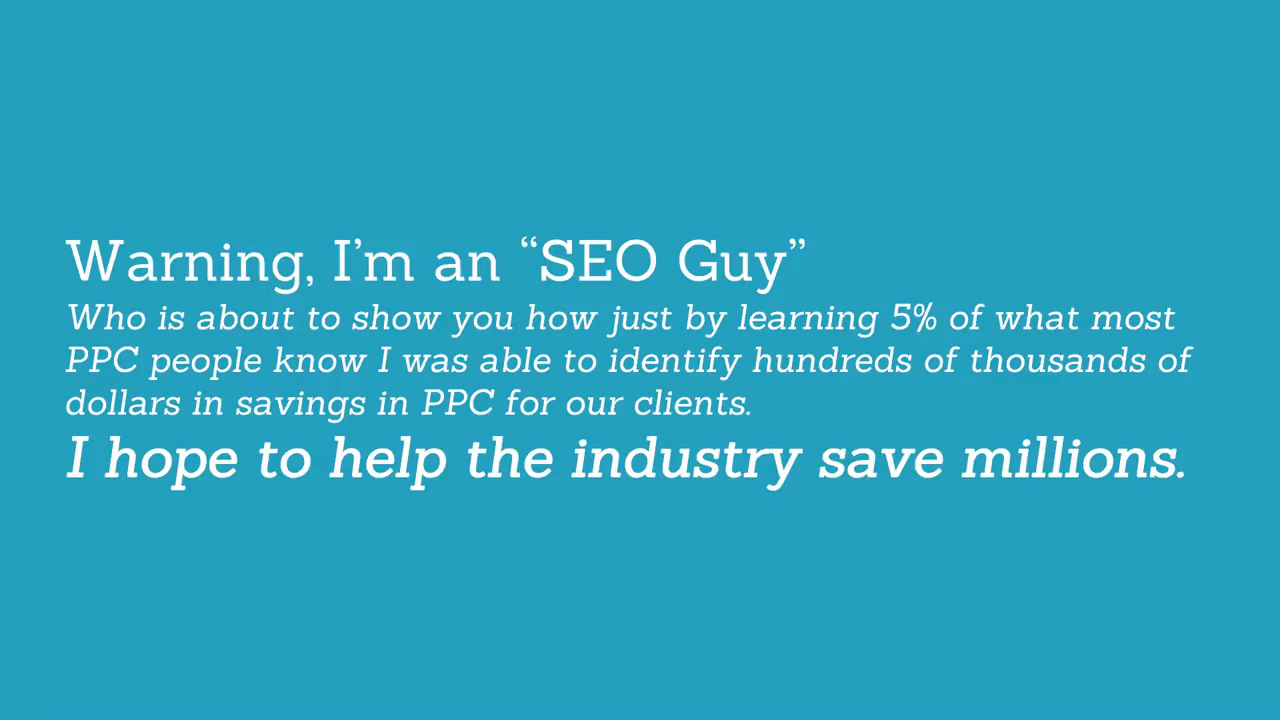 Warning, I’m an “SEO Guy”
Who is about to show you how just by learning 5% of what most
PPC people know I was able to identify hundreds of thousands of
dollars in savings in PPC for our clients.
I hope to help the industry save millions.